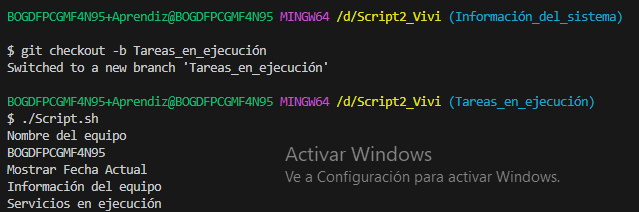 BOGDFPCGMF4N95+Aprendiz@BOGDFPCGMF4N95 MINGW64 /d/Script2_Vivi (Información_del_sistema)
$ git checkout -b Tareas_en_ejecución
Switched to a new branch 'Tareas_en_ejecución'
BOGDFPCGMF4N95+Aprendiz@BOGDFPCGMF4N95 MINGW64 /d/Script2_Vivi (Tareas_en_ejecución)
$ ./Script.sh
Nombre del equipo
BOGDFPCGMF4N95
Mostrar Fecha Actual
Información del equipo
Servicios en ejecución
Activar Windows
Ve a Configuración para activar Windows.